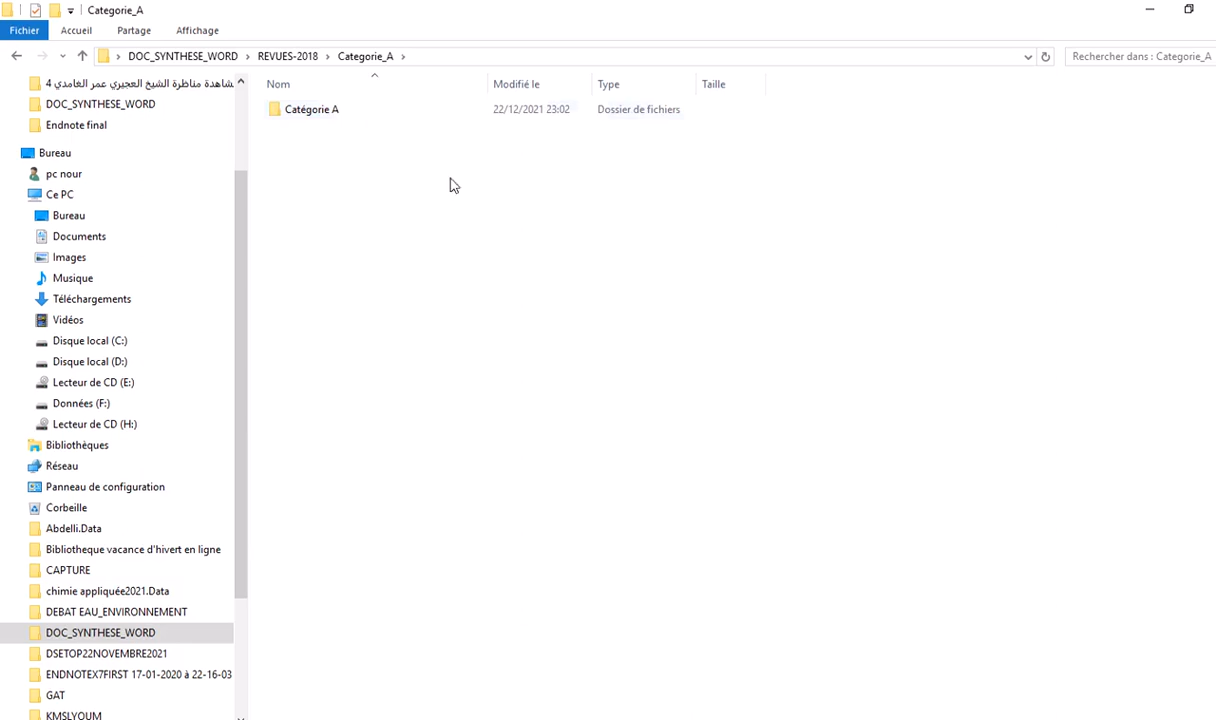 Categorie_A
Fichier Accueil Partage Affichage
DOC_SYNTHESE_WORD > REVUES-2018 > Categorie_A > Rechercher dans : Categorie_A
Nom Modifié le Type Taille
Catégorie A 22/12/2021 23:02 Dossier de fichiers
شاهدة مناظرة الشيخ العجيري عمر الغامدي 4
DOC_SYNTHESE_WORD
Endnote final
Bureau
pc nour
Ce PC
Bureau
Documents
Images
Musique
Téléchargements
Vidéos
Disque local (C:)
Disque local (D:)
Lecteur de CD (E:)
Données (F:)
Lecteur de CD (H:)
Bibliothèques
Réseau
Panneau de configuration
Corbeille
Abdelli.Data
Bibliotheque vacance d'hivert en ligne
CAPTURE
chimie appliquée2021.Data
DEBAT EAU_ENVIRONNEMENT
DOC_SYNTHESE_WORD
DSETOP22NOVEMBRE2021
ENDNOTEX7FIRST 17-01-2020 à 22-16-03
GAT
KMSLYOUM